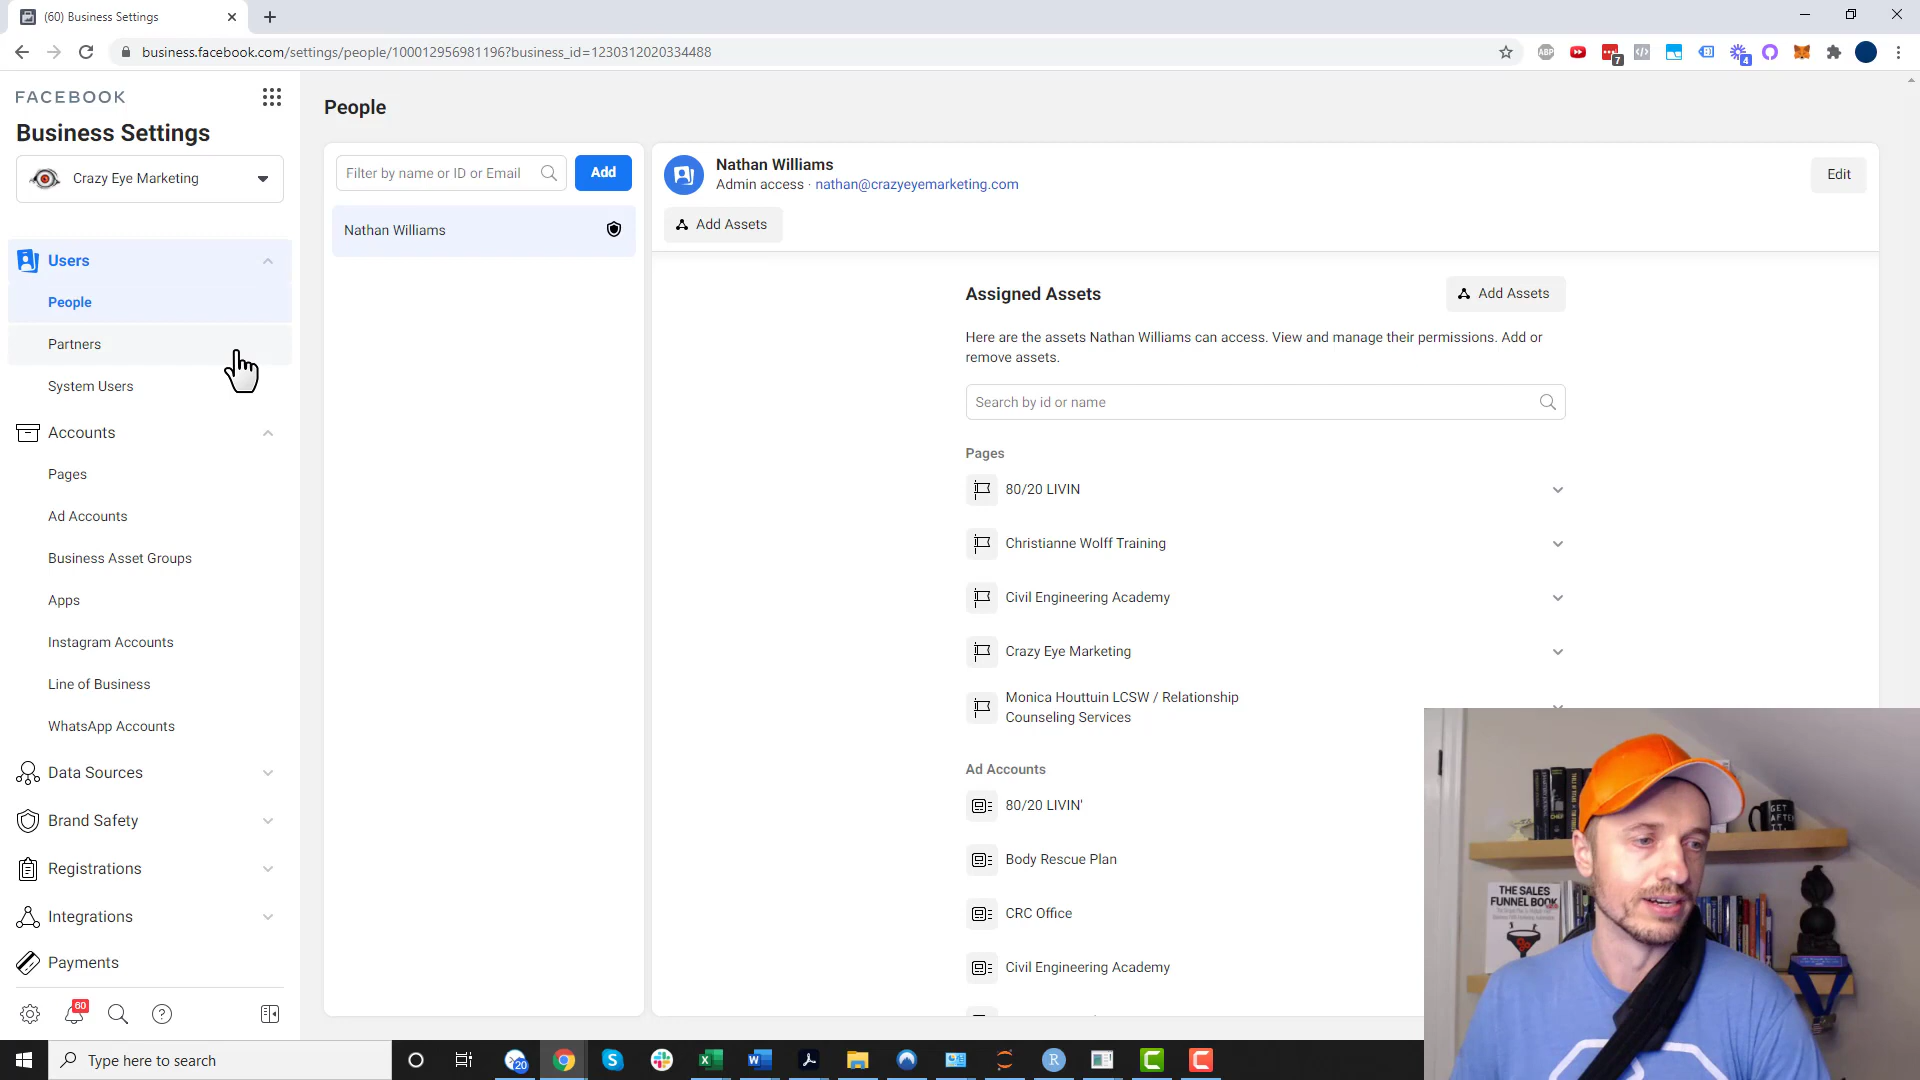 (60) Business Settings
business.facebook.com/settings/people/100012956981196?business_id=1230312020334488
ABP
7
4
FACEBOOK
Business Settings
Crazy Eye Marketing
Users
People
Partners
System Users
Accounts
Pages
Ad Accounts
Business Asset Groups
Apps
Instagram Accounts
Line of Business
WhatsApp Accounts
Data Sources
Brand Safety
Registrations
Integrations
Payments
60
People
Filter by name or ID or Email
Add
Nathan Williams
Nathan Williams
Admin access · nathan@crazyeyemarketing.com
Edit
Add Assets
Assigned Assets
Add Assets
Here are the assets Nathan Williams can access. View and manage their permissions. Add or
remove assets.
Search by id or name
Pages
80/20 LIVIN
Christianne Wolff Training
Civil Engineering Academy
Crazy Eye Marketing
Monica Houttuin LCSW / Relationship
Counseling Services
Ad Accounts
80/20 LIVIN'
Body Rescue Plan
CRC Office
Civil Engineering Academy
GET
AFTER
IT
THE SALES
FUNNEL BOOK
Type here to search
20